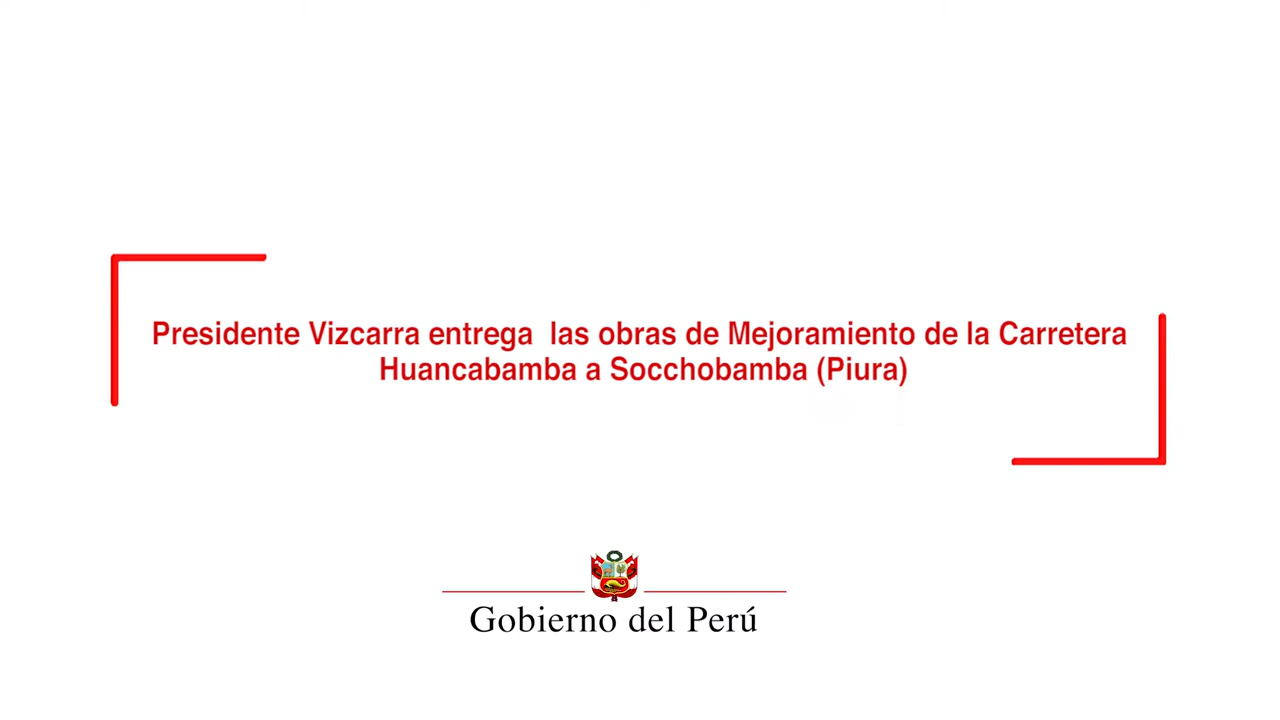 Presidente Vizcarra entrega  las obras de Mejoramiento de la Carretera
Huancabamba a Socchobamba (Piura)
Gobierno del Perú